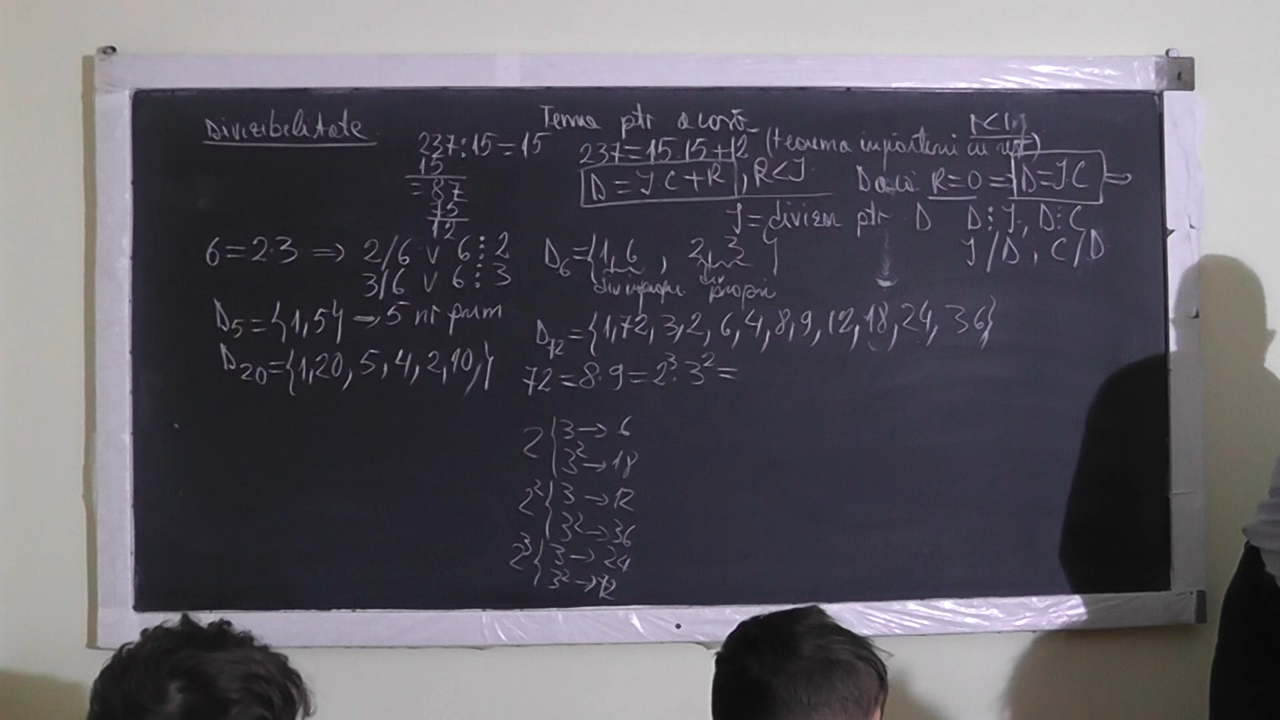 Divizibilitate
Tema ptr acasă
237:15=15
15
=87
75
12
237=15·15+12 (teorema împărțirii cu rest)
D=IC+R, R<I
R<I
Dacă R=0 ⇒ D=IC ⇒
I=divizor ptr D D⋮I, D⋮C
I/D; C/D
6=2·3 ⇒ 2/6 ∨ 6⋮2
3/6 ∨ 6⋮3
D6={1,6, 2,3}
div improprii proprii
D5={1,5} → 5 nr prim
D20={1,20,5,4,2,10,}
D72={1,72,3,2,6,4,8,9,12,18,24,36}
72=8·9=2³·3²=
2{3→6
3²→18
2²{3→12
3²→36
2³{3→24
3²→72